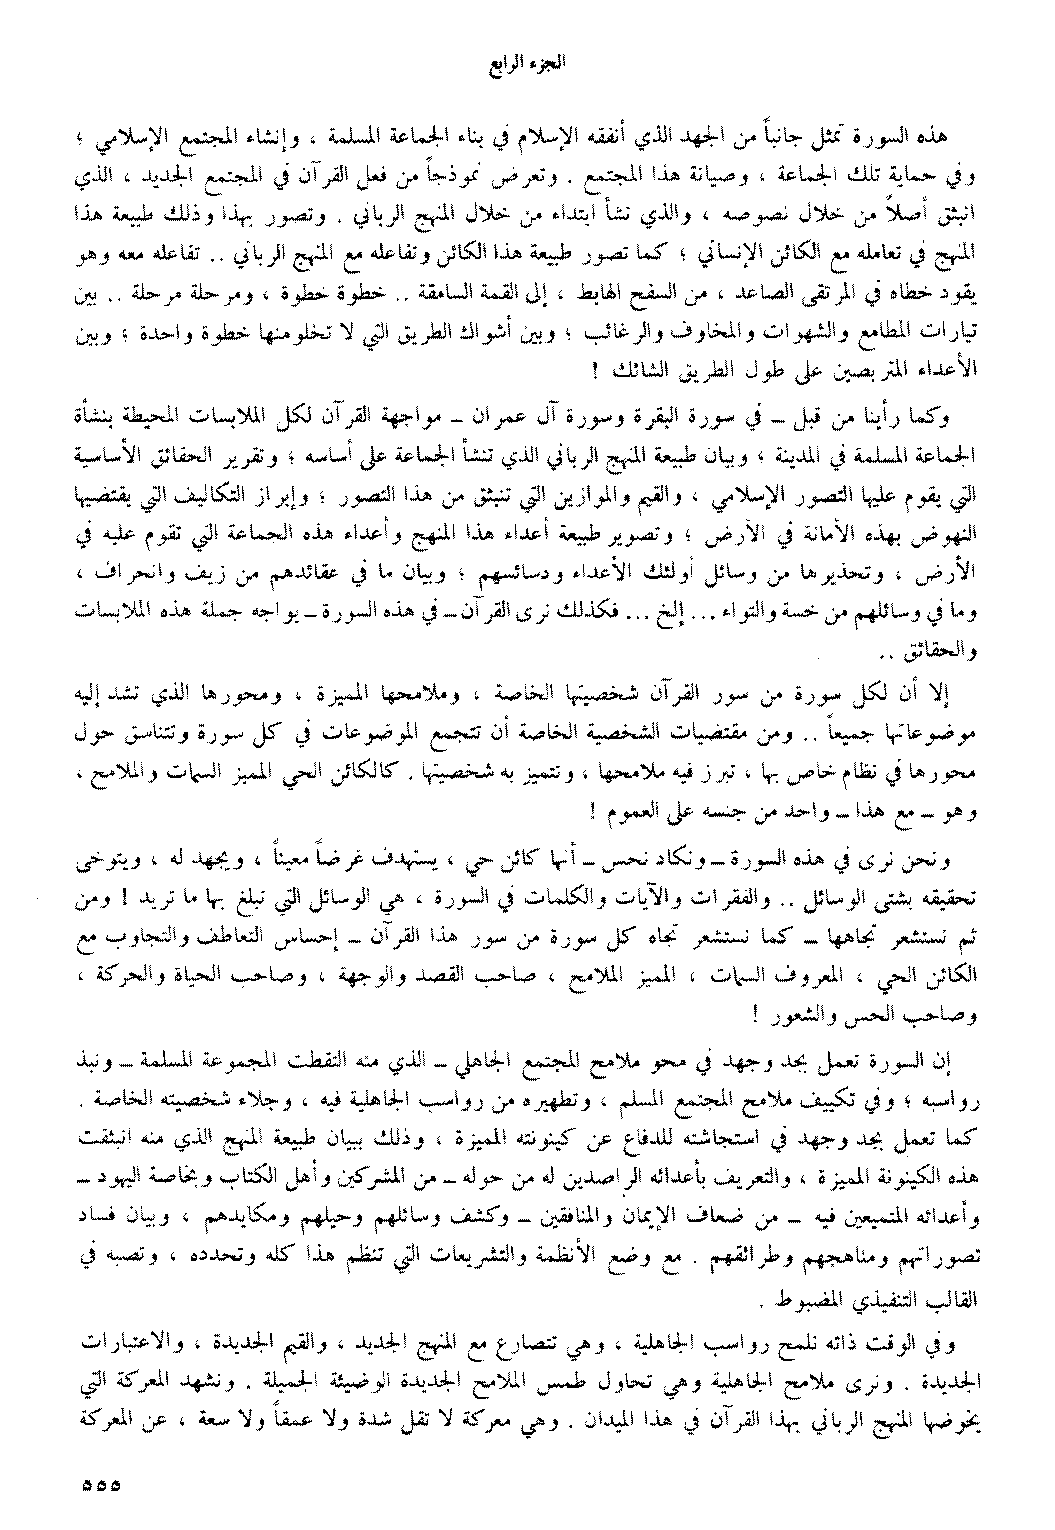 الجزء الرابع
هذه السورة تمثل جانباً من الجهد الذي أنفقه الإسلام في بناء الجماعة المسلمة ، وإنشاء المجتمع الإسلامي ؛
وفي حماية تلك الجماعة ، وصيانة هذا المجتمع . وتعرض نموذجاً من فعل القرآن في المجتمع الجديد ، الذي
انبثق أصلاً من خلال نصوصه ، والذي نشأ ابتداء من خلال المنهج الرباني . وتصور بهذا وذلك طبيعة هذا
المنهج في تعامله مع الكائن الإنساني ؛ كما تصور طبيعة هذا الكائن وتفاعله مع المنهج الرباني .. تفاعله معه وهو
يقود خطاه في المرتقى الصاعد ، من السفح الهابط ، إلى القمة السامقة .. خطوة خطوة ، ومرحلة مرحلة .. بين
تيارات المطامع والشهوات والمخاوف والرغائب ؛ وبين أشواك الطريق التي لا تخلو منها خطوة واحدة ؛ وبين
الأعداء المتربصين على طول الطريق الشائك !
وكما رأينا من قبل – في سورة البقرة وسورة آل عمران – مواجهة القرآن لكل الملابسات المحيطة بنشأة
الجماعة المسلمة في المدينة ؛ وبيان طبيعة المنهج الرباني الذي تنشأ الجماعة على أساسه ؛ وتقرير الحقائق الأساسية
التي يقوم عليها التصور الإسلامي ، والقيم والموازين التي تنبثق من هذا التصور ؛ وإبراز التكاليف التي يقتضيها
النهوض بهذه الأمانة في الأرض ؛ وتصوير طبيعة أعداء هذا المنهج وأعداء هذه الجماعة التي تقوم عليه في
الأرض ، وتحذيرها من وسائل أولئك الأعداء ودسائسهم ؛ وبيان ما في عقائدهم من زيف وانحراف ،
وما في وسائلهم من خسة والتواء ... إلخ ... فكذلك نرى القرآن – في هذه السورة – يواجه جملة هذه الملابسات
والحقائق ..
إلا أن لكل سورة من سور القرآن شخصيتها الخاصة ، وملامحها المميزة ، ومحورها الذي تشد إليه
موضوعاتها جميعاً .. ومن مقتضيات الشخصية الخاصة أن تتجمع الموضوعات في كل سورة وتتناسق حول
محورها في نظام خاص بها ، تبرز فيه ملامحها ، وتتميز به شخصيتها . كالكائن الحي المميز السمات والملامح ،
وهو – مع هذا – واحد من جنسه على العموم !
ونحن نرى في هذه السورة – ونكاد نحس – أنها كائن حي ، يستهدف غرضاً معيناً ، ويجهد له ، ويتوخى
تحقيقه بشتى الوسائل .. والفقرات والآيات والكلمات في السورة ، هي الوسائل التي تبلغ بها ما تريد ! ومن
ثم نستشعر تجاهها – كما نستشعر تجاه كل سورة من سور هذا القرآن – إحساس التعاطف والتجاوب مع
الكائن الحي ، المعروف السمات ، المميز الملامح ، صاحب القصد والوجهة ، وصاحب الحياة والحركة ،
وصاحب الحس والشعور !
إن السورة تعمل بجد وجهد في محو ملامح المجتمع الجاهلي – الذي منه التقطت المجموعة المسلمة – ونبذ
رواسبه ؛ وفي تكييف ملامح المجتمع المسلم ، وتطهيره من رواسب الجاهلية فيه ، وجلاء شخصيته الخاصة .
كما تعمل بجد وجهد في استجاشته للدفاع عن كينونته المميزة ، وذلك ببيان طبيعة المنهج الذي منه انبثقت
هذه الكينونة المميزة ، والتعريف بأعدائه الراصدين له من حوله – من المشركين وأهل الكتاب وبخاصة اليهود –
وأعدائه المتميعين فيه – من ضعاف الإيمان والمنافقين – وكشف وسائلهم وحيلهم ومكايدهم ، وبيان فساد
تصوراتهم ومناهجهم وطرائقهم . مع وضع الأنظمة والتشريعات التي تنظم هذا كله وتحدده ، وتصبه في
القالب التنفيذي المضبوط .
وفي الوقت ذاته نلمح رواسب الجاهلية ، وهي تتصارع مع المنهج الجديد ، والقيم الجديدة ، والاعتبارات
الجديدة . ونرى ملامح الجاهلية وهي تحاول طمس الملامح الجديدة الوضيئة الجميلة . ونشهد المعركة التي
يخوضها المنهج الرباني بهذا القرآن في هذا الميدان . وهي معركة لا تقل شدة ولا عمقاً ولا سعة ، عن المعركة
٥٥٥